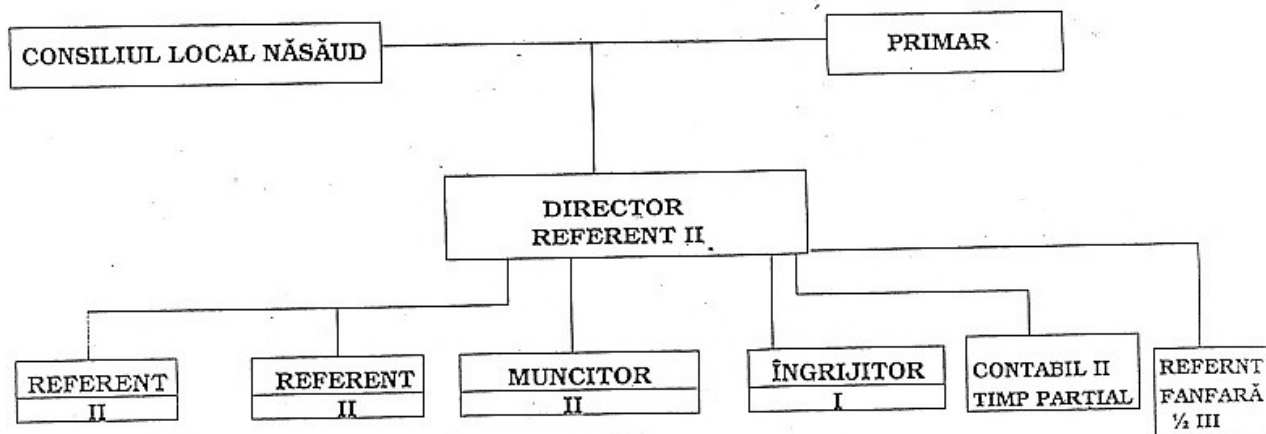 CONSILIUL LOCAL NĂSĂUD
PRIMAR
DIRECTOR
REFERENT II
REFERENT
II
REFERENT
II
MUNCITOR
II
ÎNGRIJITOR
I
CONTABIL II
TIMP PARȚIAL
REFERNT
FANFARĂ
½ III